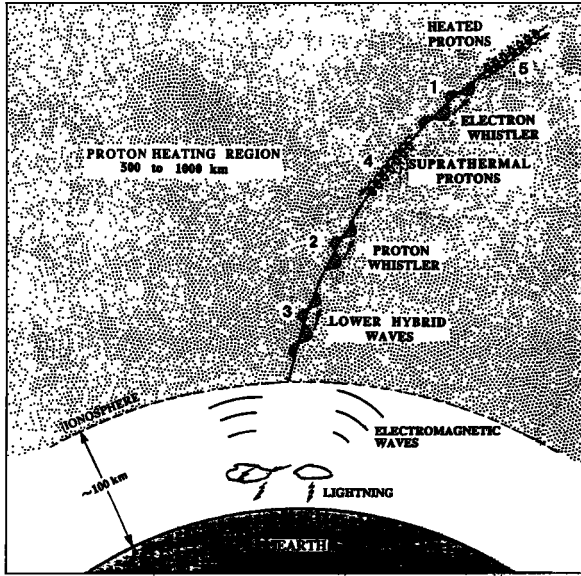 HEATED
PROTONS
5
1
ELECTRON
WHISTLER
PROTON HEATING REGION
500 to 1000 km
4
SUPRATHERMAL
PROTONS
2
PROTON
WHISTLER
3
LOWER HYBRID
WAVES
IONOSPHERE
ELECTROMAGNETIC
WAVES
~100 km
LIGHTNING
EARTH